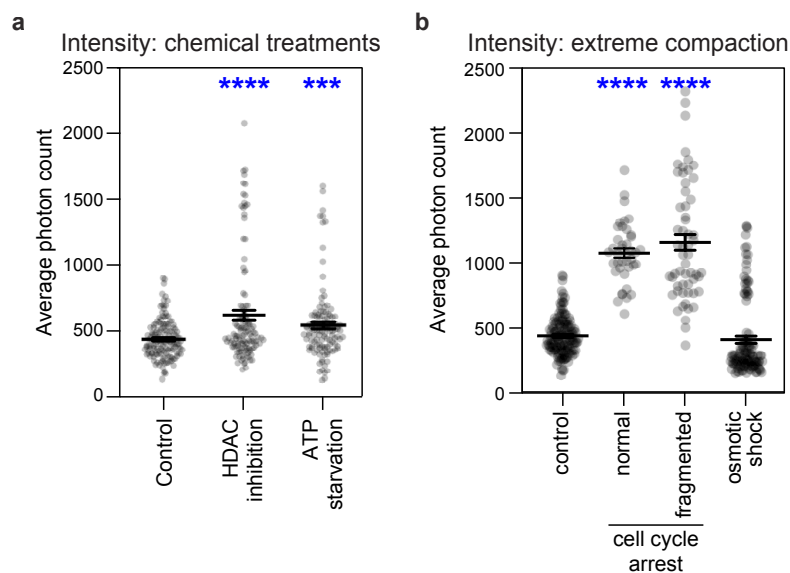 a
Intensity: chemical treatments
2500
2000
1500
1000
500
0
Average photon count
****
***
Control
HDAC
inhibition
ATP
starvation
b
Intensity: extreme compaction
2500
2000
1500
1000
500
0
Average photon count
****
****
control
normal
fragmented
osmotic
shock
cell cycle
arrest